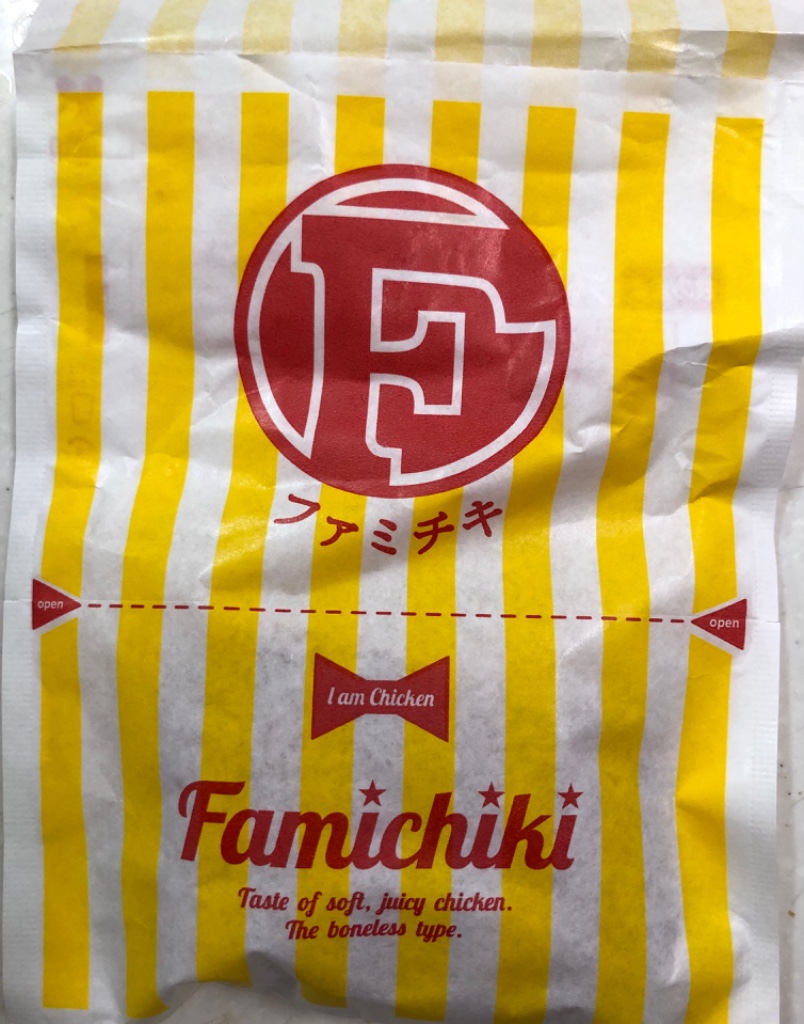 F
ファミチキ
open open
I am Chicken
Famichiki
Taste of soft, juicy chicken.
The boneless type.